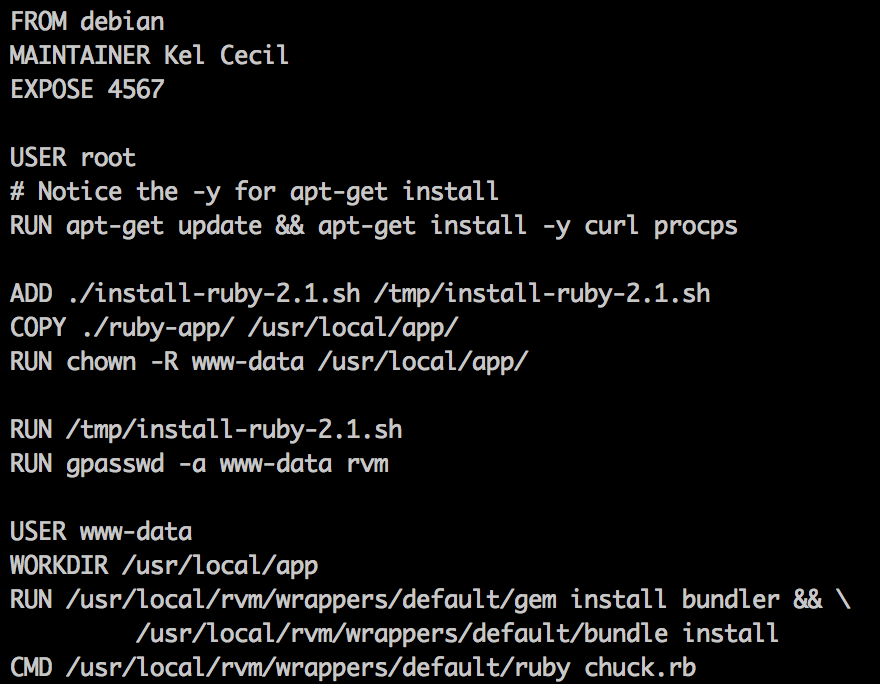 FROM debian
MAINTAINER Kel Cecil
EXPOSE 4567
USER root
# Notice the -y for apt-get install
RUN apt-get update && apt-get install -y curl procps
ADD ./install-ruby-2.1.sh /tmp/install-ruby-2.1.sh
COPY ./ruby-app/ /usr/local/app/
RUN chown -R www-data /usr/local/app/
RUN /tmp/install-ruby-2.1.sh
RUN gpasswd -a www-data rvm
USER www-data
WORKDIR /usr/local/app
RUN /usr/local/rvm/wrappers/default/gem install bundler && \
/usr/local/rvm/wrappers/default/bundle install
CMD /usr/local/rvm/wrappers/default/ruby chuck.rb